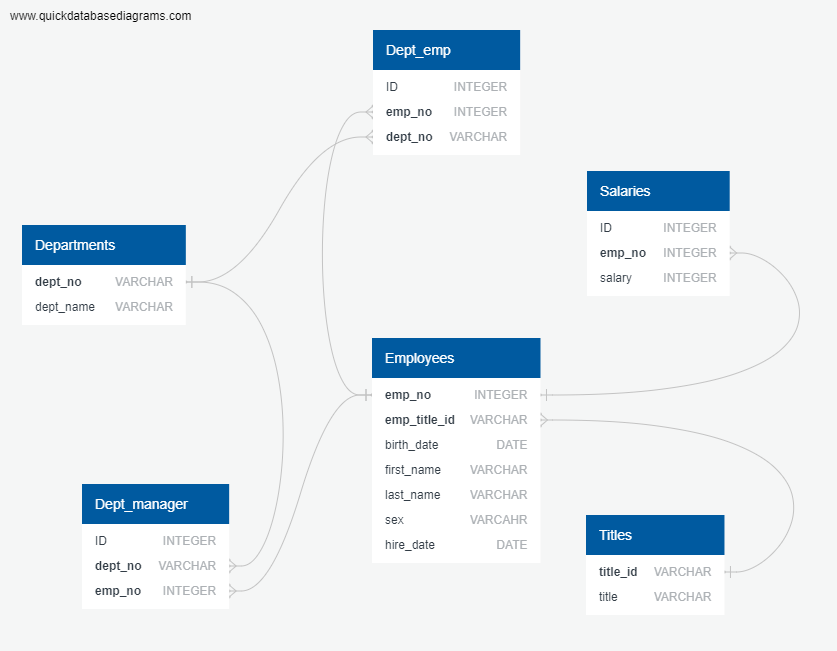 www.quickdatabasediagrams.com
Dept_emp
ID INTEGER
emp_no INTEGER
dept_no VARCHAR
Salaries
ID INTEGER
emp_no INTEGER
salary INTEGER
Departments
dept_no VARCHAR
dept_name VARCHAR
Employees
emp_no INTEGER
emp_title_id VARCHAR
birth_date DATE
first_name VARCHAR
last_name VARCHAR
sex VARCAHR
hire_date DATE
Dept_manager
ID INTEGER
dept_no VARCHAR
emp_no INTEGER
Titles
title_id VARCHAR
title VARCHAR